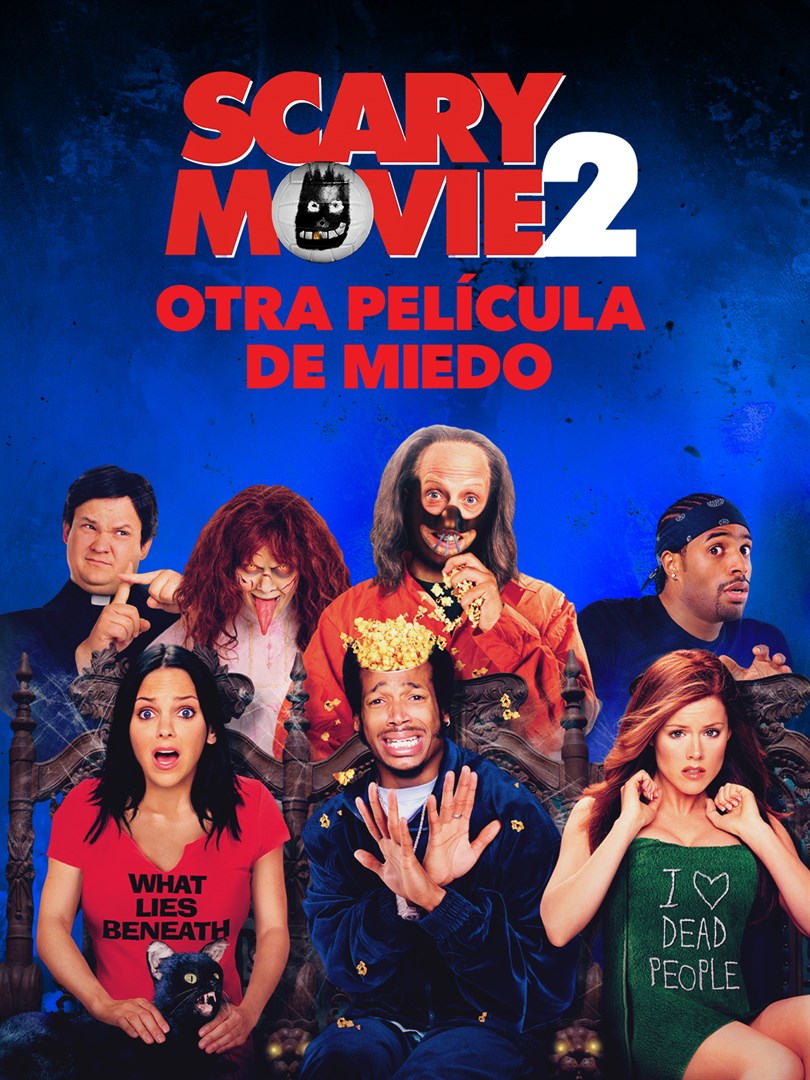 SCARY
MOVIE 2
OTRA PELÍCULA
DE MIEDO
WHAT
LIES
BENEATH
I ♡
DEAD
PEOPLE